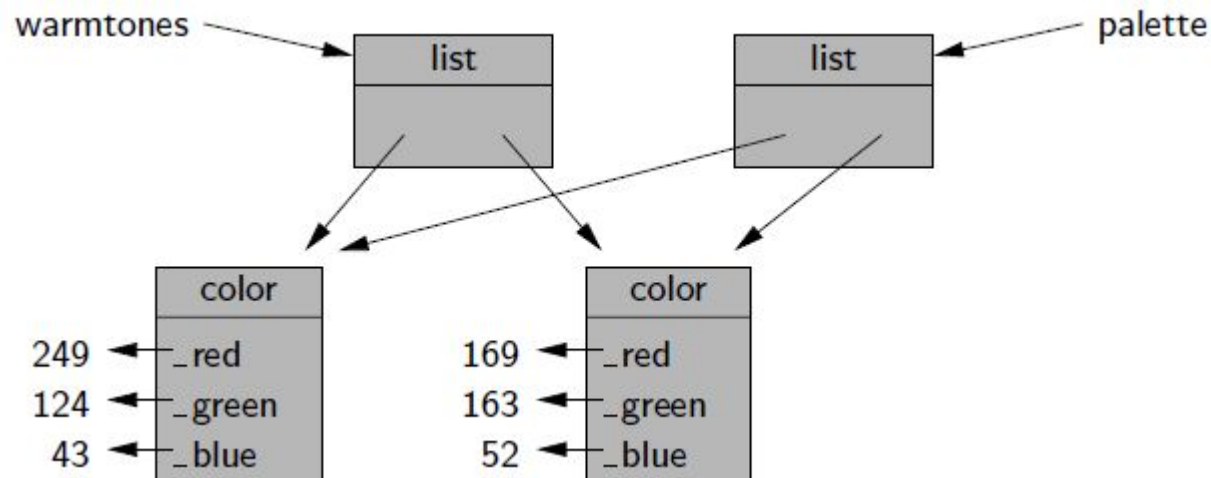 warmtones
list
list
palette
color
249 _red
124 _green
43 _blue
color
169 _red
163 _green
52 _blue